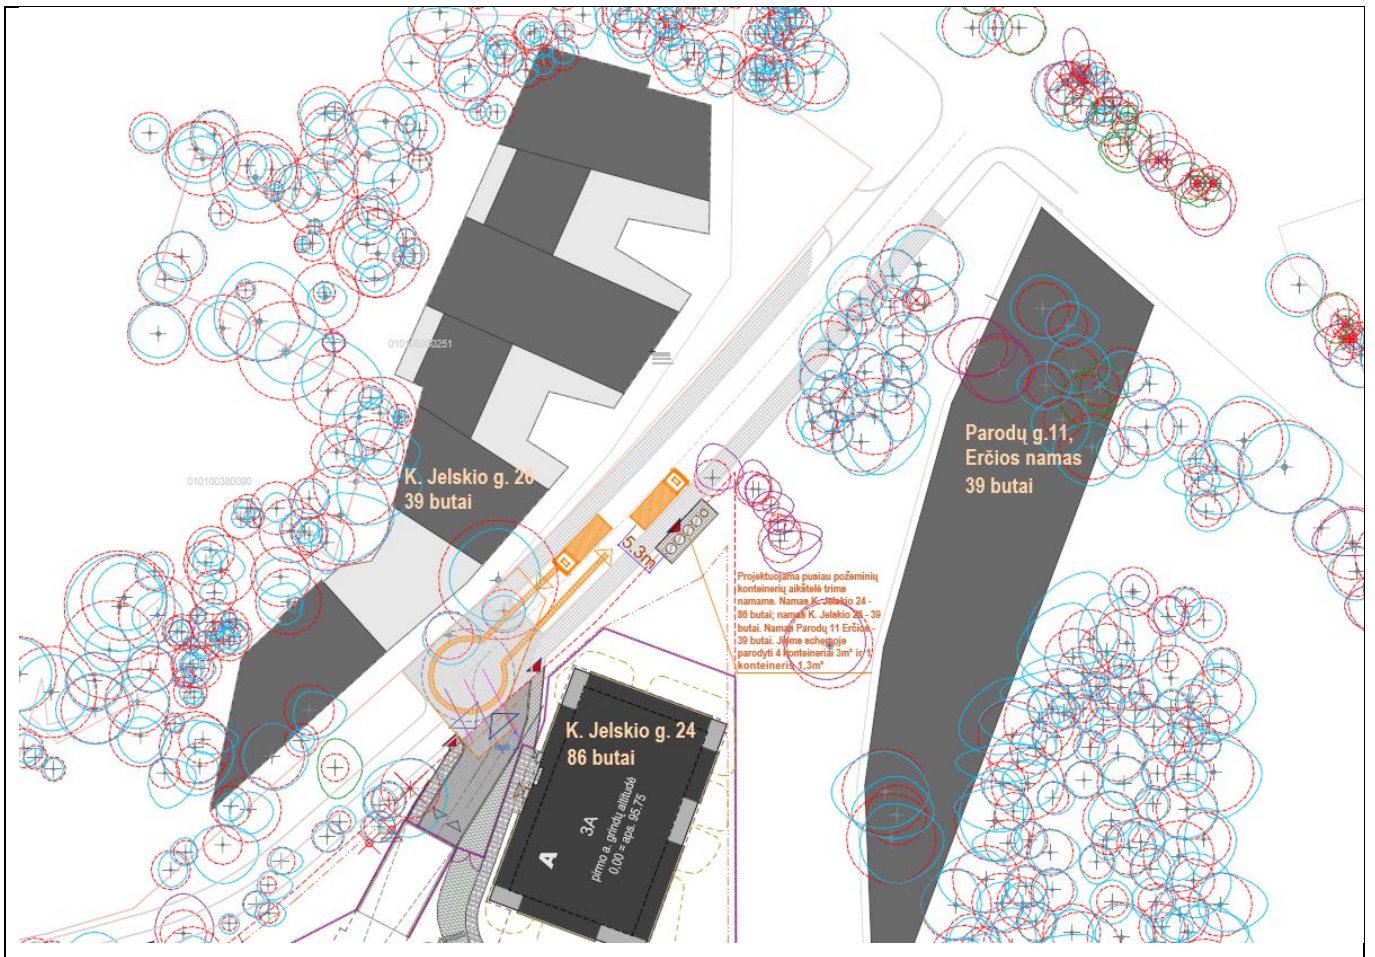 010100380251
Parodų g.11,
Erčios namas
39 butai
K. Jelskio g. 26
39 butai
010100380090
5.3m
Projektuojama pusiau požeminių
konteinerių aikštelė trims
namams. Namas K. Jelskio 24 -
86 butai; namas K. Jelskio 26 - 39
butai. Namas Parodų 11 Erčios -
39 butai. Jiems schemoje
parodyti 4 konteineriai 3m³ ir 1
konteineris 1,3m³
K. Jelskio g. 24
86 butai
A
3A
pirmo a. grindų altitudė
0,00 = aps. 95,75